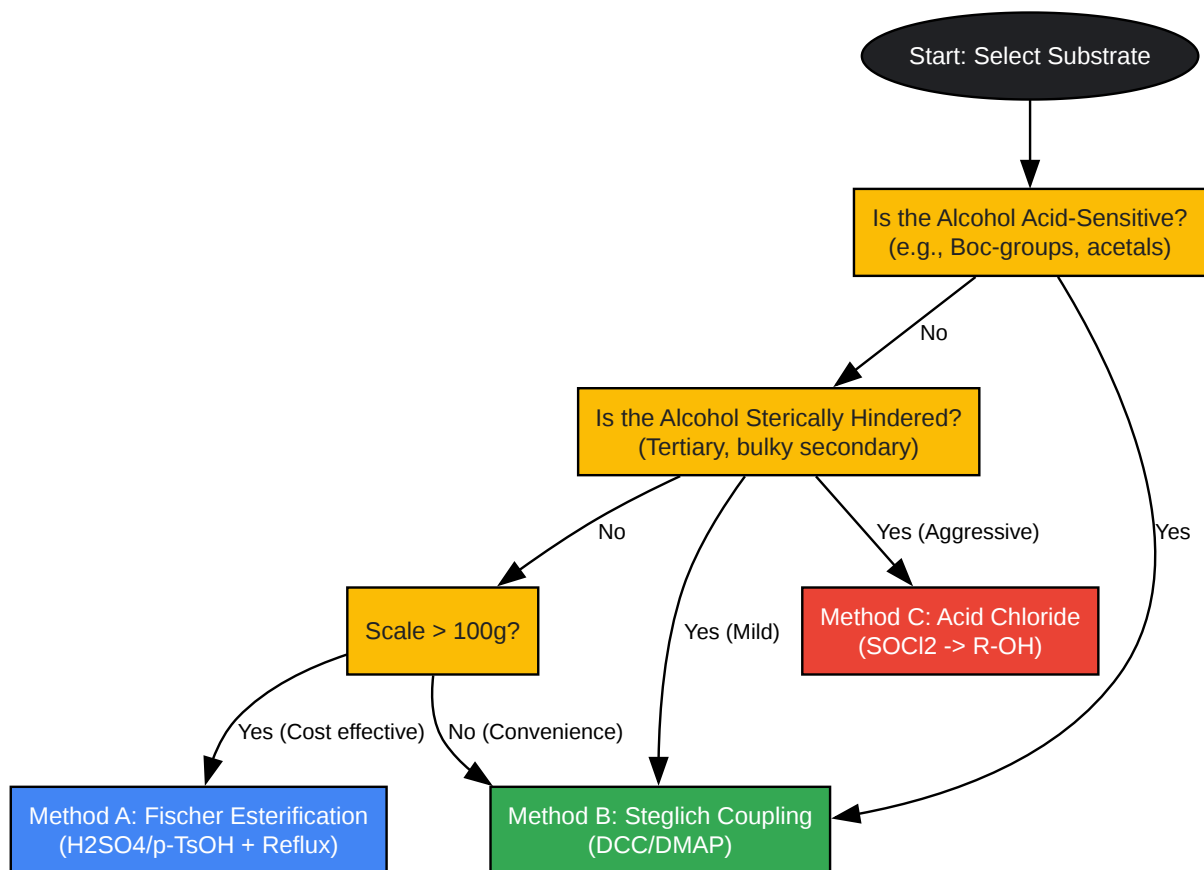 Start: Select Substrate
Is the Alcohol Acid-Sensitive?
(e.g., Boc-groups, acetals)
No
Is the Alcohol Sterically Hindered?
(Tertiary, bulky secondary)
No
Yes (Aggressive)
Yes
Scale > 100g?
Yes (Mild)
Method C: Acid Chloride
(SOCl2 -> R-OH)
Yes (Cost effective)
No (Convenience)
Method A: Fischer Esterification
(H2SO4/p-TsOH + Reflux)
Method B: Steglich Coupling
(DCC/DMAP)